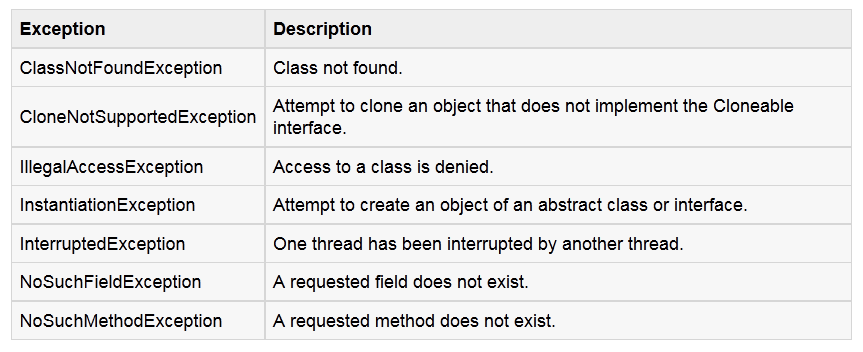 Exception Description
ClassNotFoundException Class not found.
CloneNotSupportedException Attempt to clone an object that does not implement the Cloneable
interface.
IllegalAccessException Access to a class is denied.
InstantiationException Attempt to create an object of an abstract class or interface.
InterruptedException One thread has been interrupted by another thread.
NoSuchFieldException A requested field does not exist.
NoSuchMethodException A requested method does not exist.